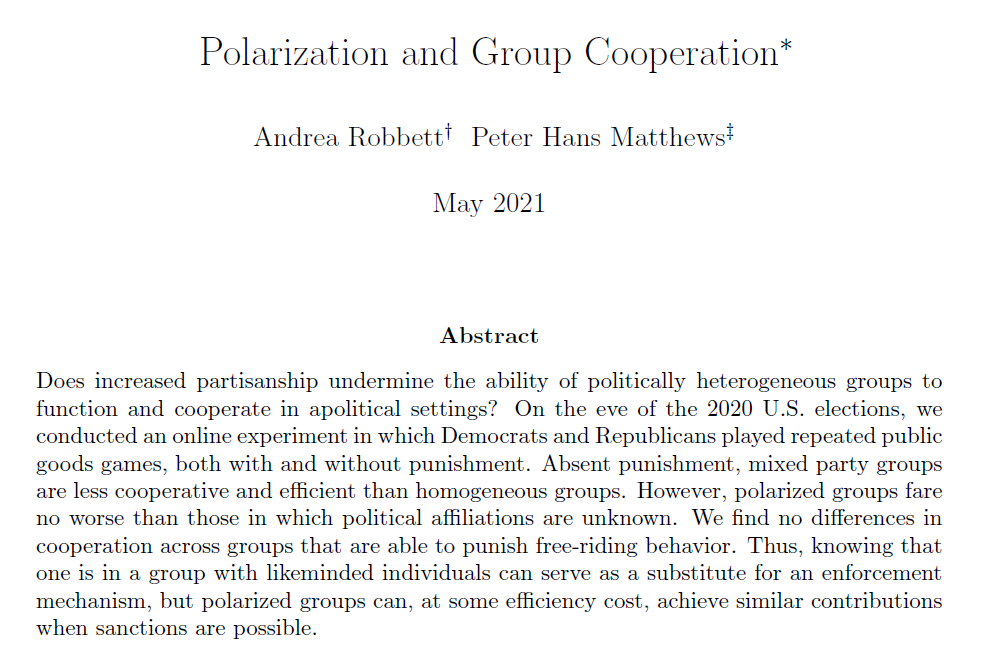 Polarization and Group Cooperation*
Andrea Robbett† Peter Hans Matthews‡
May 2021
Abstract
Does increased partisanship undermine the ability of politically heterogeneous groups to
function and cooperate in apolitical settings? On the eve of the 2020 U.S. elections, we
conducted an online experiment in which Democrats and Republicans played repeated public
goods games, both with and without punishment. Absent punishment, mixed party groups
are less cooperative and efficient than homogeneous groups. However, polarized groups fare
no worse than those in which political affiliations are unknown. We find no differences in
cooperation across groups that are able to punish free-riding behavior. Thus, knowing that
one is in a group with likeminded individuals can serve as a substitute for an enforcement
mechanism, but polarized groups can, at some efficiency cost, achieve similar contributions
when sanctions are possible.